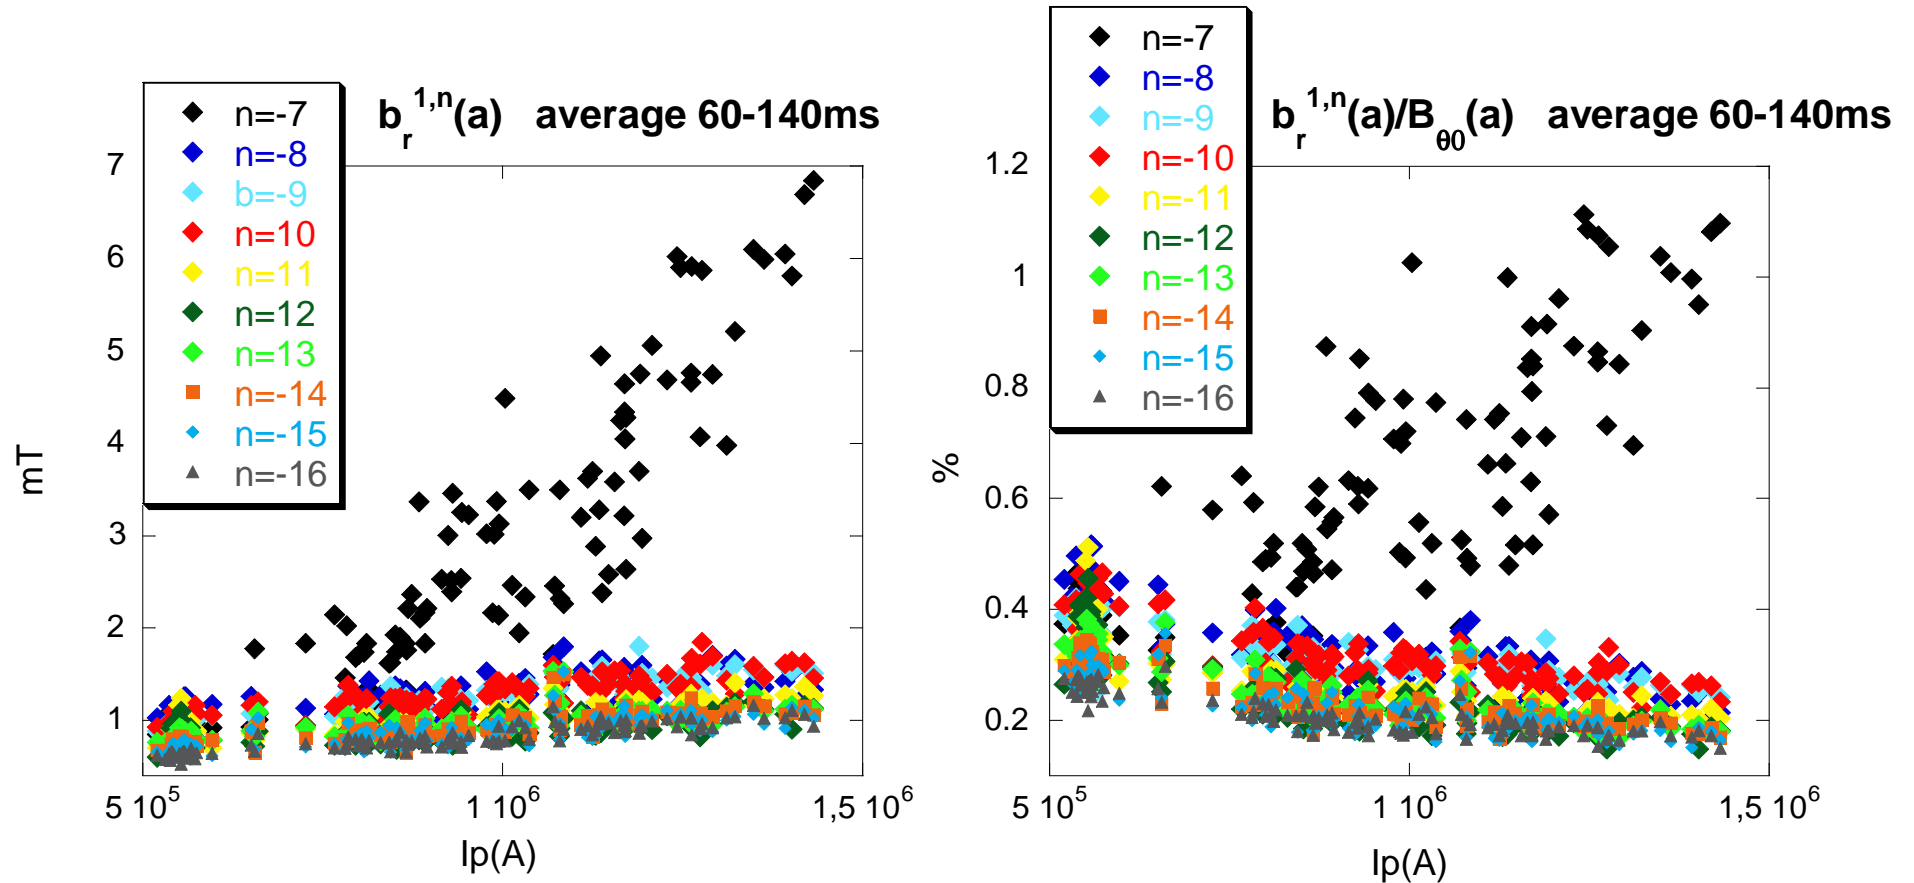 b_r^{1,n}(a) average 60-140ms
n=-7
n=-8
b=-9
n=10
n=11
n=12
n=13
n=-14
n=-15
n=-16
mT
7
6
5
4
3
2
1
5 10^5
1 10^6
1,5 10^6
Ip(A)
b_r^{1,n}(a)/B_{θ0}(a) average 60-140ms
n=-7
n=-8
n=-9
n=-10
n=-11
n=-12
n=-13
n=-14
n=-15
n=-16
%
1.2
1
0.8
0.6
0.4
0.2
5 10^5
1 10^6
1,5 10^6
Ip(A)